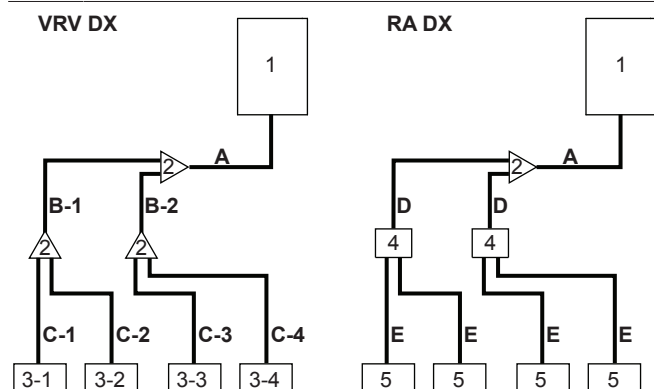 VRV DX RA DX
1 1
2 A 2 A
B-1 B-2 D D
2 2 4 4
C-1 C-2 C-3 C-4 E E E E
3-1 3-2 3-3 3-4 5 5 5 5